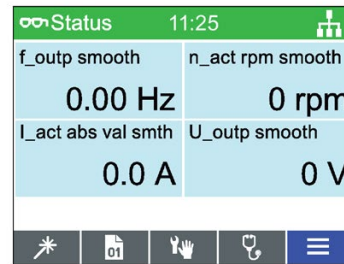 Status 11:25
f_outp smooth n_act rpm smooth
0.00 Hz 0 rpm
I_act abs val smth U_outp smooth
0.0 A 0 V
01